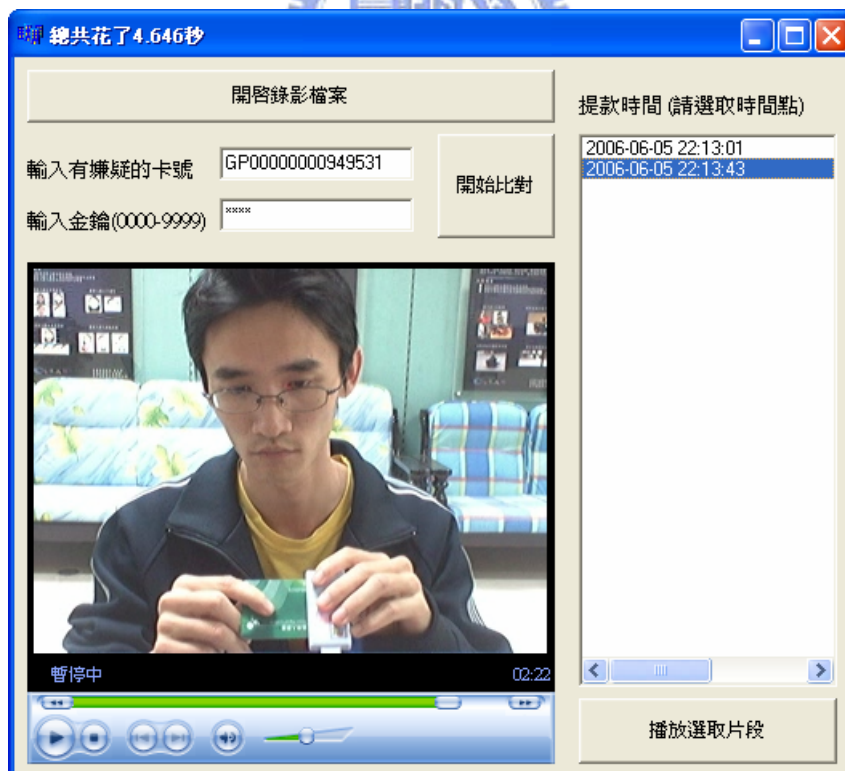 總共花了4.646秒
開啟錄影檔案
輸入有嫌疑的卡號
GP00000000949531
輸入金鑰(0000-9999)
****
開始比對
提款時間 (請選取時間點)
2006-06-05 22:13:01
2006-06-05 22:13:43
暫停中
02:22
播放選取片段